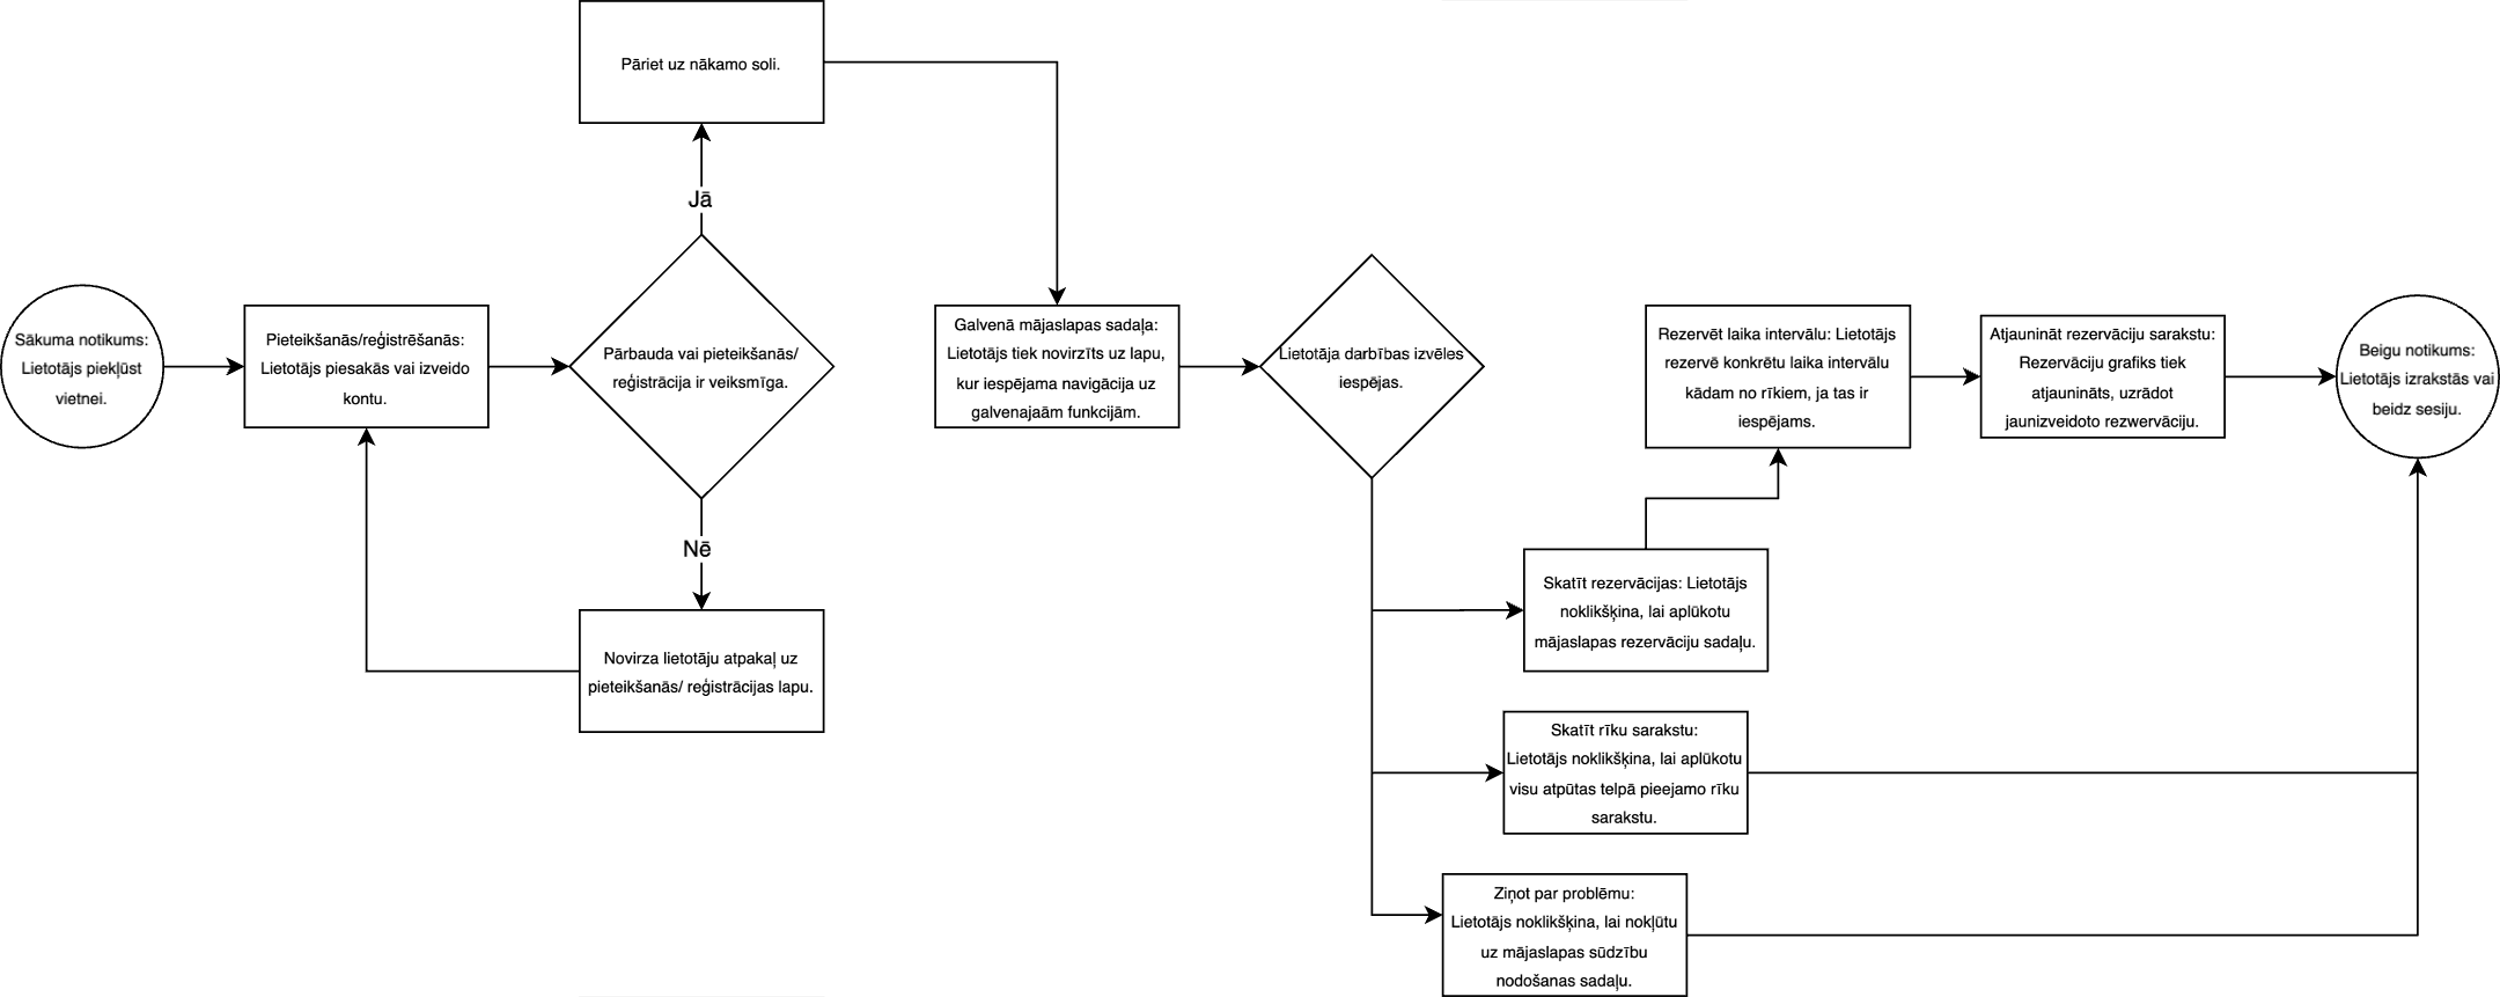 Pāriet uz nākamo soli.
Jā
Sākuma notikums:
Lietotājs piekļūst
vietnei.
Pieteikšanās/reģistrēšanās:
Lietotājs piesakās vai izveido
kontu.
Pārbauda vai pieteikšanās/
reģistrācija ir veiksmīga.
Nē
Novirza lietotāju atpakaļ uz
pieteikšanās/ reģistrācijas lapu.
Galvenā mājaslapas sadaļa:
Lietotājs tiek novirzīts uz lapu,
kur iespējama navigācija uz
galvenajaām funkcijām.
Lietotāja darbības izvēles
iespējas.
Rezervēt laika intervālu: Lietotājs
rezervē konkrētu laika intervālu
kādam no rīkiem, ja tas ir
iespējams.
Atjaunināt rezervāciju sarakstu:
Rezervāciju grafiks tiek
atjaunināts, uzrādot
jaunizveidoto rezwervāciju.
Beigu notikums:
Lietotājs izrakstās vai
beidz sesiju.
Skatīt rezervācijas: Lietotājs
noklikšķina, lai aplūkotu
mājaslapas rezervāciju sadaļu.
Skatīt rīku sarakstu:
Lietotājs noklikšķina, lai aplūkotu
visu atpūtas telpā pieejamo rīku
sarakstu.
Ziņot par problēmu:
Lietotājs noklikšķina, lai nokļūtu
uz mājaslapas sūdzību
nodošanas sadaļu.